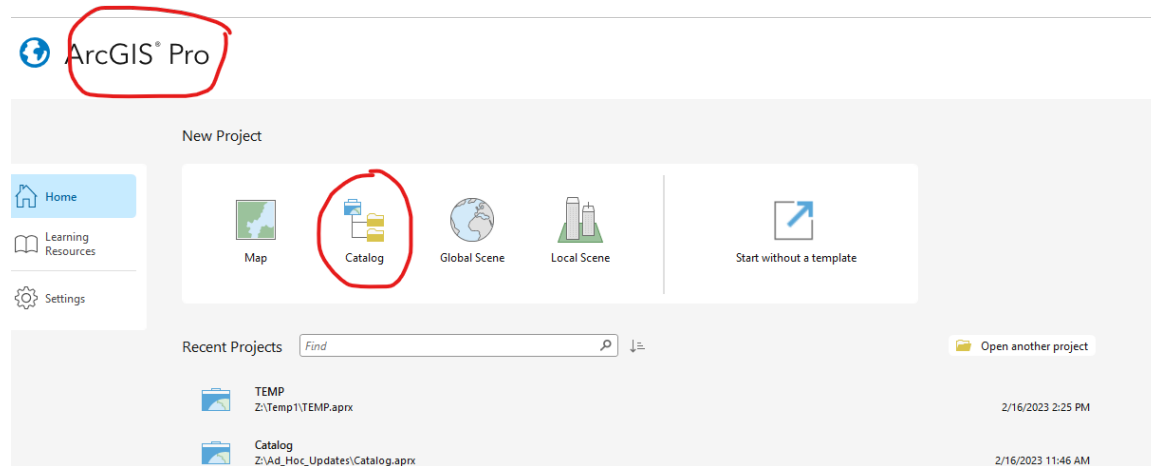 ArcGIS® Pro
New Project
Home
Learning
Resources
Settings
Map
Catalog
Global Scene
Local Scene
Start without a template
Recent Projects
Find
Open another project
TEMP
Z:\Temp1\TEMP.aprx
2/16/2023 2:25 PM
Catalog
Z:\Ad_Hoc_Updates\Catalog.aprx
2/16/2023 11:46 AM